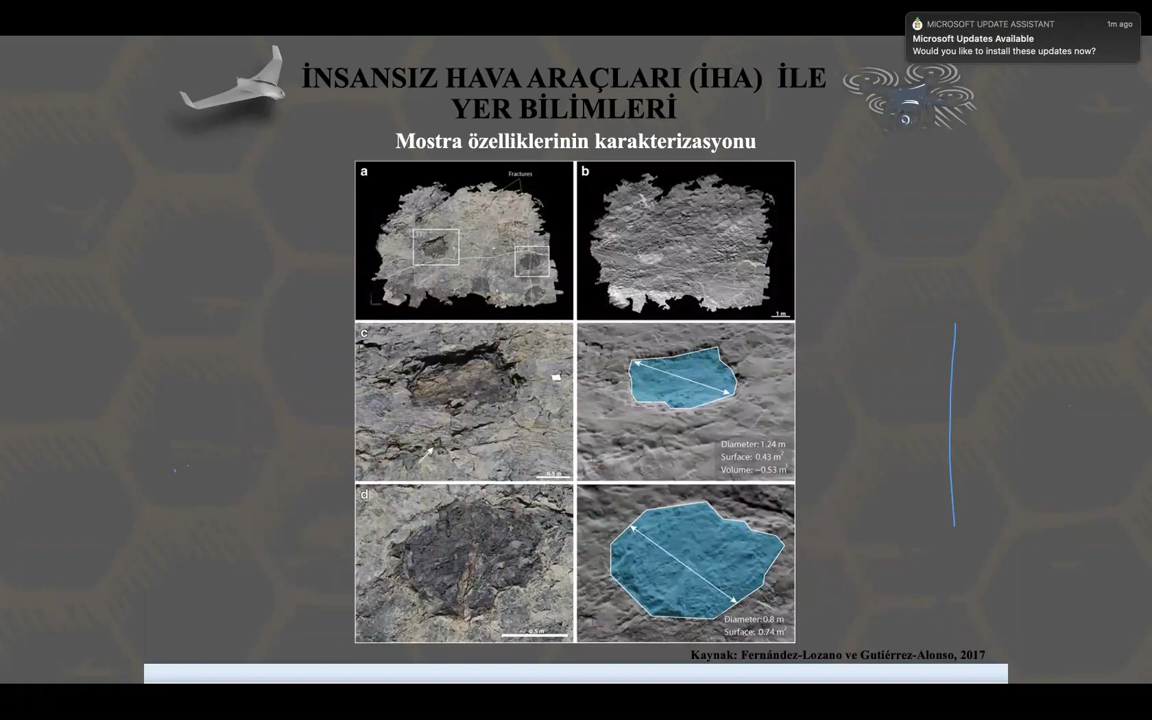 MICROSOFT UPDATE ASSISTANT 1m ago
Microsoft Updates Available
Would you like to install these updates now?
İNSANSIZ HAVA ARAÇLARI (İHA) İLE
YER BİLİMLERİ
Mostra özelliklerinin karakterizasyonu
a
Fractures
b
1 m
c
0.5 m
Diameter: 1.24 m
Surface: 0.43 m²
Volume: –0.53 m³
d
0.5 m
Diameter: 0.8 m
Surface: 0.74 m²
Kaynak: Fernández-Lozano ve Gutiérrez-Alonso, 2017